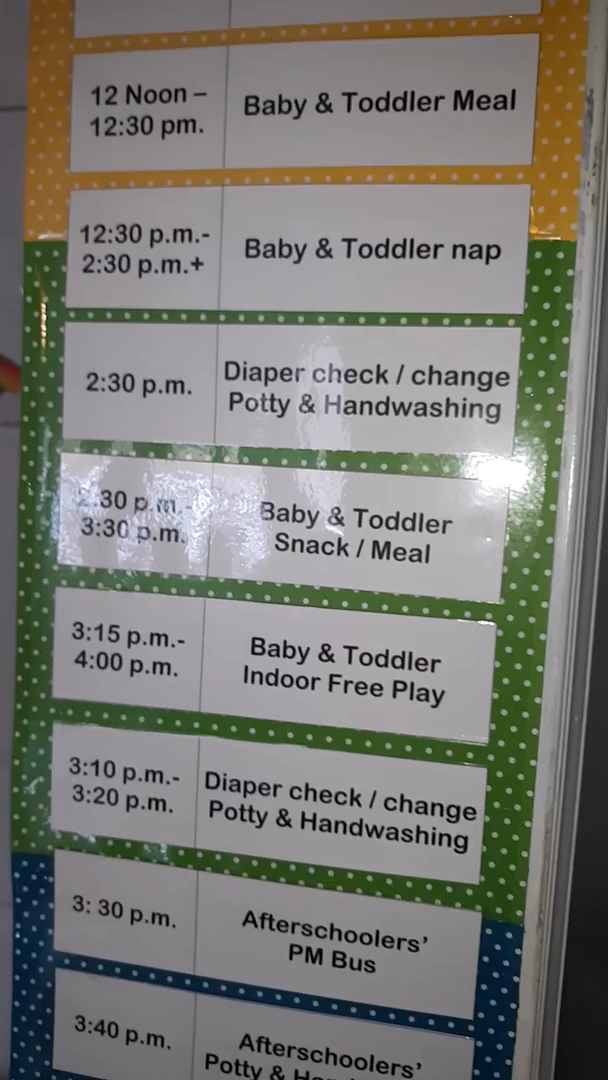 12 Noon –
12:30 pm.
Baby & Toddler Meal
12:30 p.m.-
2:30 p.m.+
Baby & Toddler nap
2:30 p.m.
Diaper check / change
Potty & Handwashing
:30 p.m.-
3:30 p.m.
Baby & Toddler
Snack / Meal
3:15 p.m.-
4:00 p.m.
Baby & Toddler
Indoor Free Play
3:10 p.m.-
3:20 p.m.
Diaper check / change
Potty & Handwashing
3: 30 p.m.
Afterschoolers’
PM Bus
3:40 p.m.
Afterschoolers’
Potty &